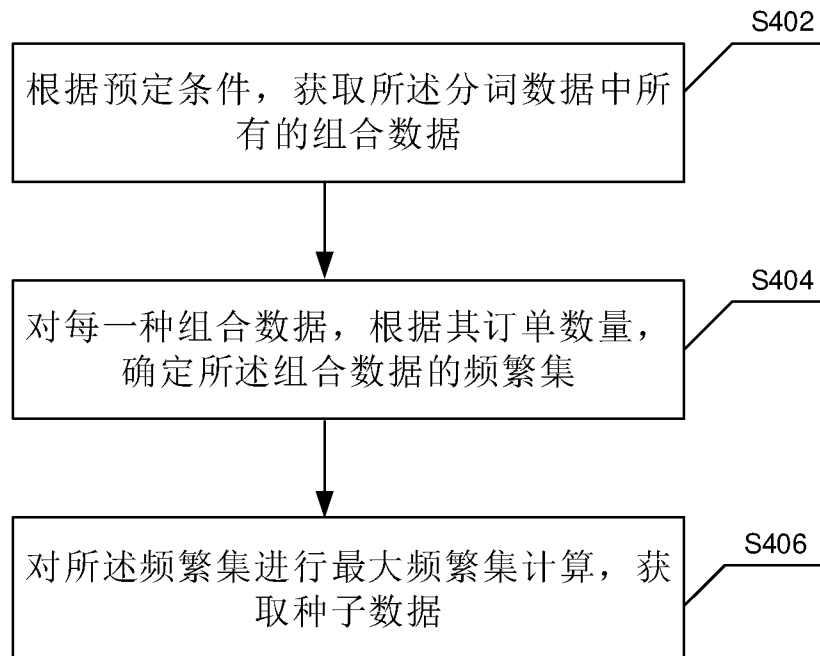 S402
根据预定条件，获取所述分词数据中所
有的组合数据
S404
对每一种组合数据，根据其订单数量，
确定所述组合数据的频繁集
S406
对所述频繁集进行最大频繁集计算，获
取种子数据